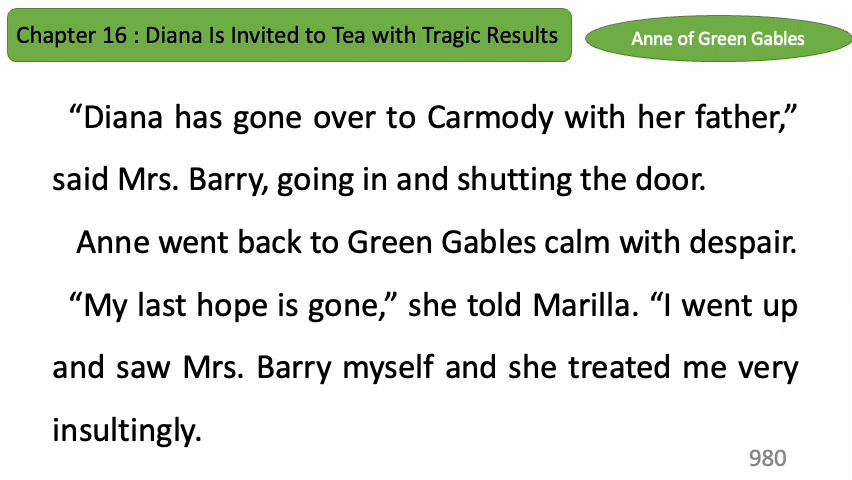 Chapter 16 : Diana Is Invited to Tea with Tragic Results
Anne of Green Gables
“Diana has gone over to Carmody with her father,”
said Mrs. Barry, going in and shutting the door.
Anne went back to Green Gables calm with despair.
“My last hope is gone,” she told Marilla. “I went up
and saw Mrs. Barry myself and she treated me very
insultingly.
980